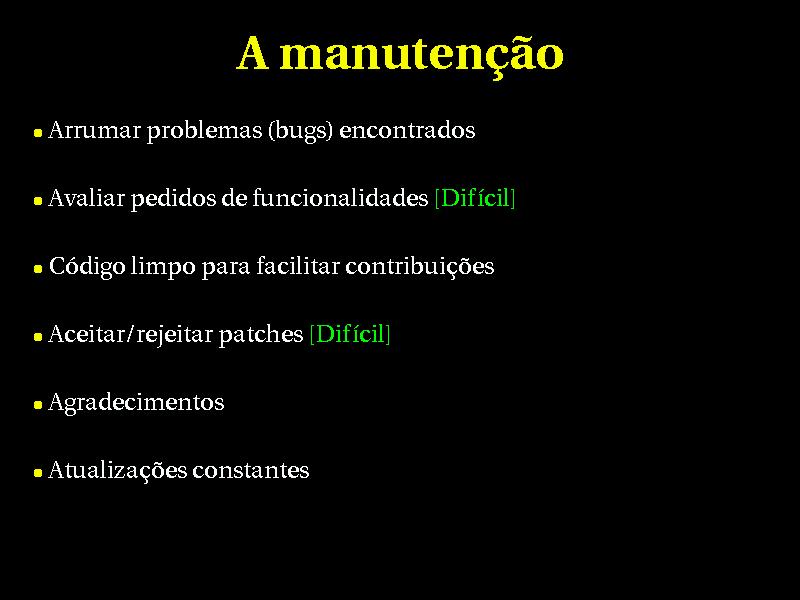 A manutenção
Arrumar problemas (bugs) encontrados
Avaliar pedidos de funcionalidades [Difícil]
Código limpo para facilitar contribuições
Aceitar/rejeitar patches [Difícil]
Agradecimentos
Atualizações constantes